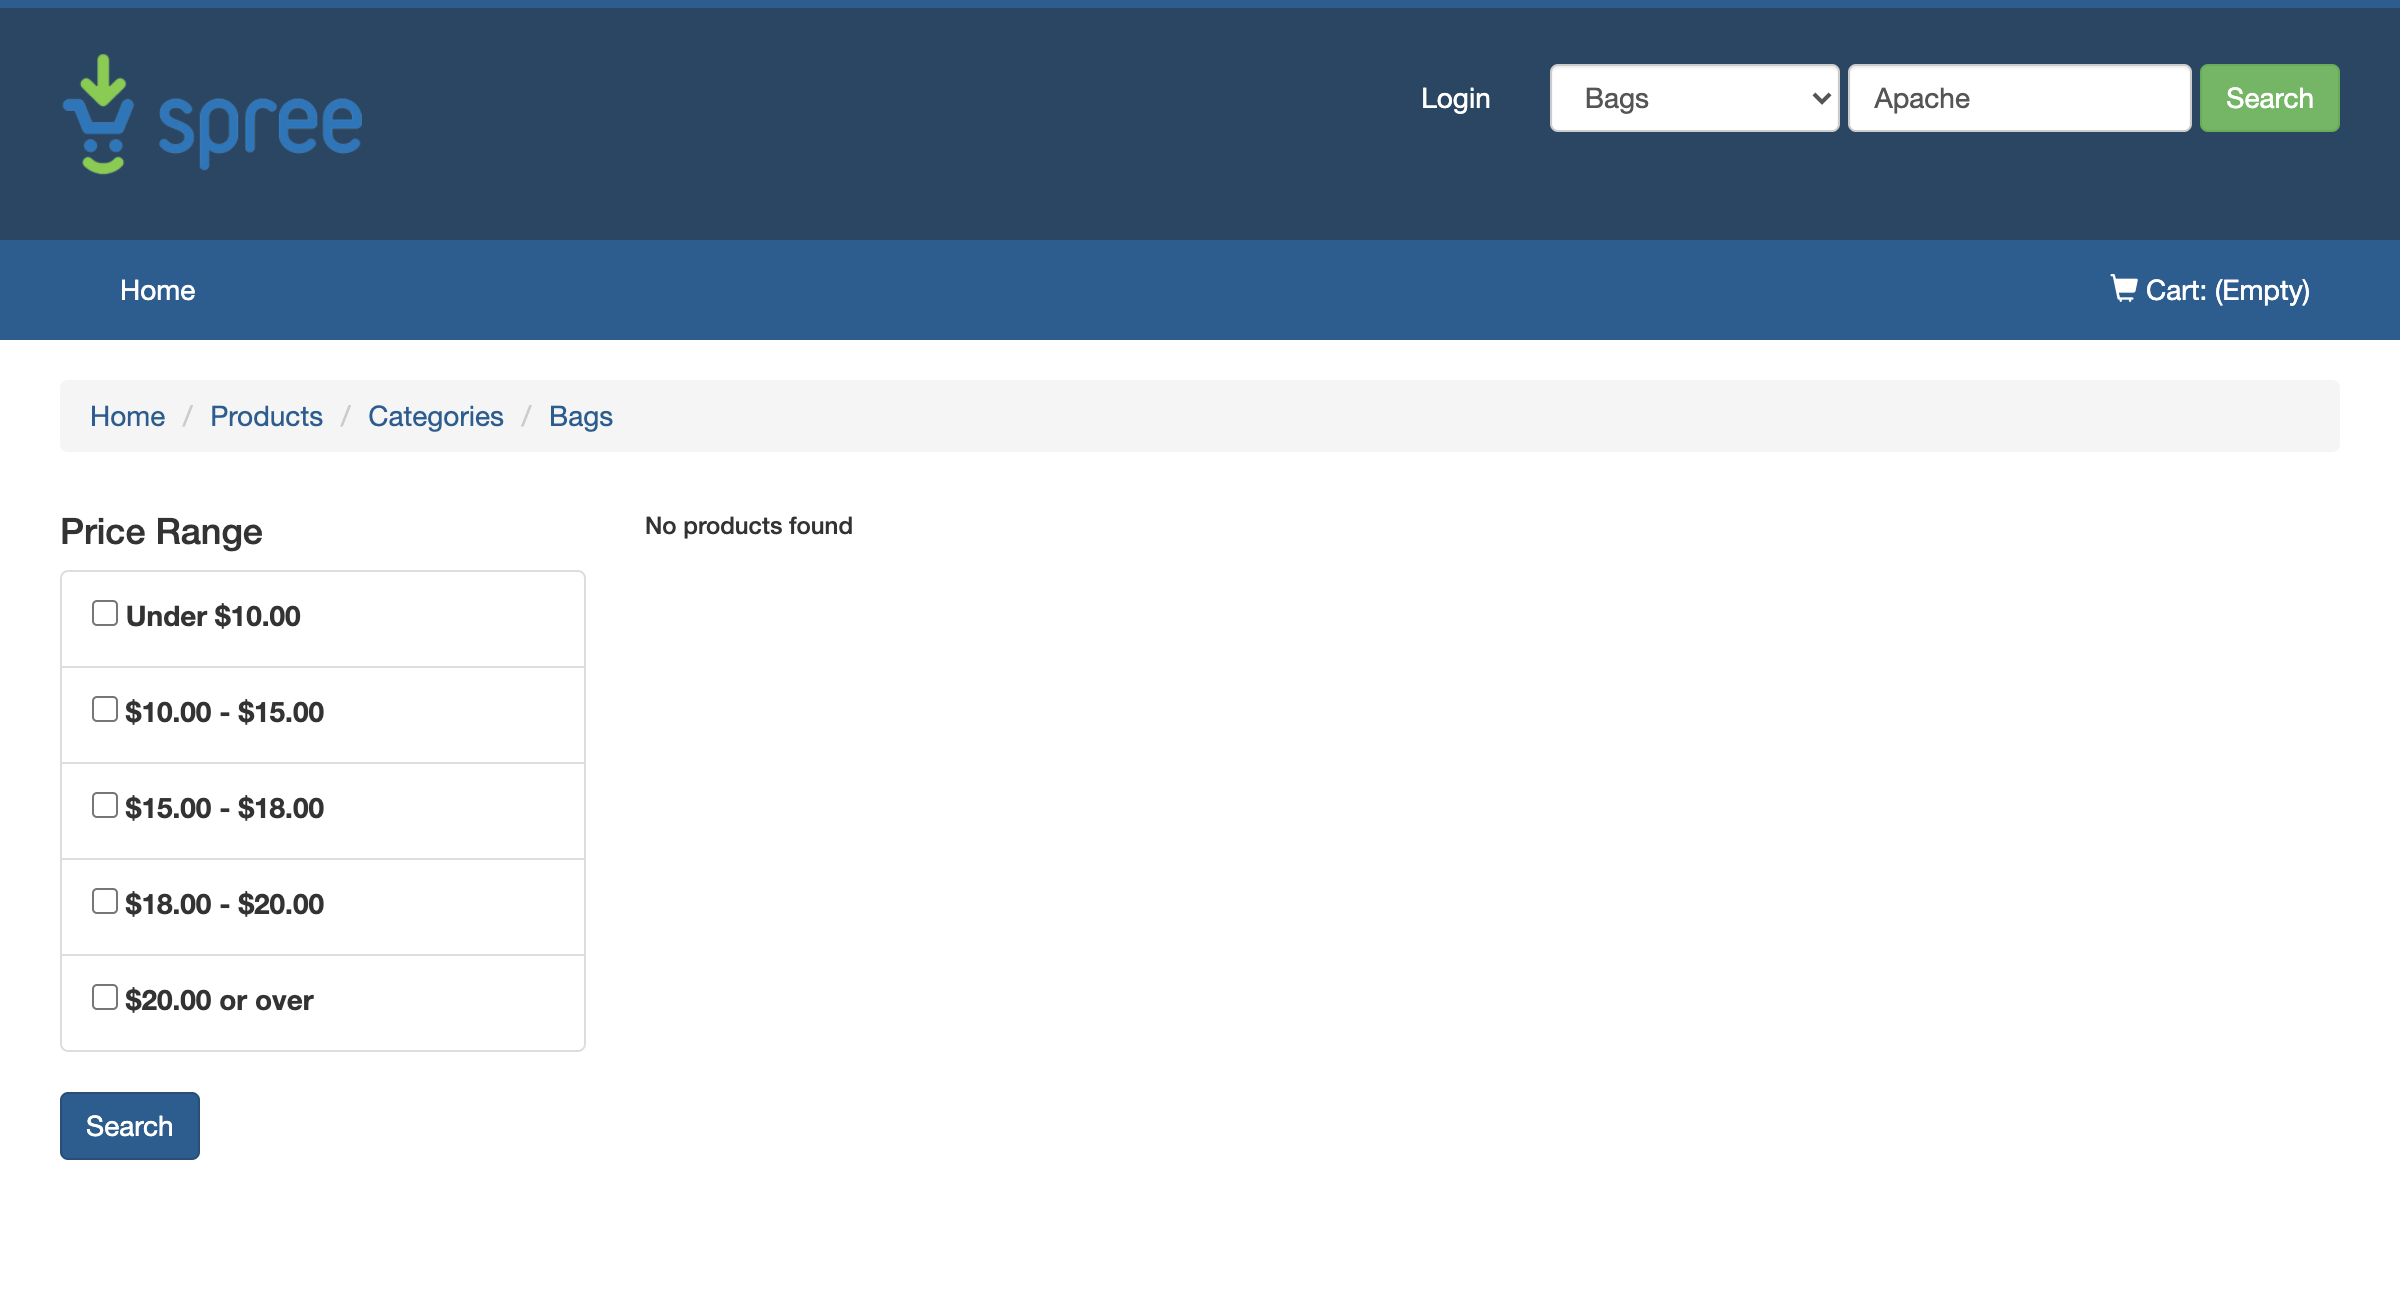 spree
Login
Bags
Apache
Search
Home
Cart: (Empty)
Home / Products / Categories / Bags
Price Range
No products found
Under $10.00
$10.00 - $15.00
$15.00 - $18.00
$18.00 - $20.00
$20.00 or over
Search